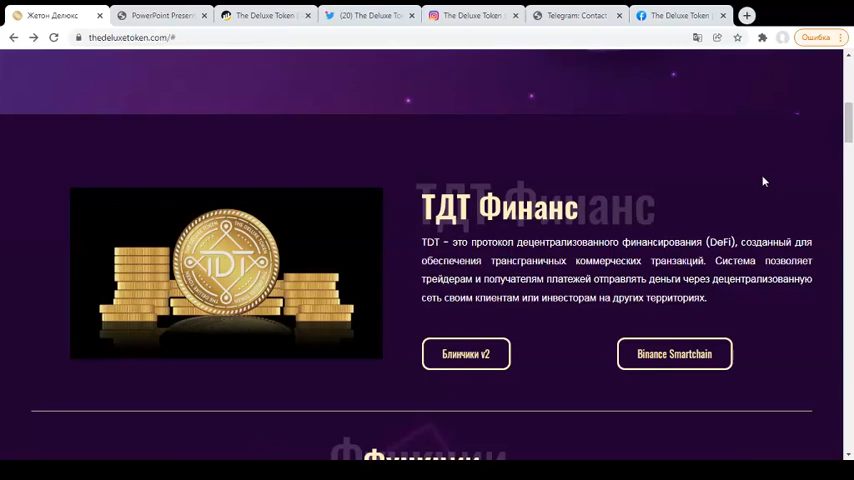 Жетон Делюкс
PowerPoint Presen
The Deluxe Token |
(20) The Deluxe To
The Deluxe Token |
Telegram: Contact
The Deluxe Token |
thedeluxetoken.com/#
Ошибка
ТДТ Финанс
TDT - это протокол децентрализованного финансирования (DeFi), созданный для
обеспечения трансграничных коммерческих транзакций. Система позволяет
трейдерам и получателям платежей отправлять деньги через децентрализованную
сеть своим клиентам или инвесторам на других территориях.
TDT
Блинчики v2
Binance Smartchain
Функции